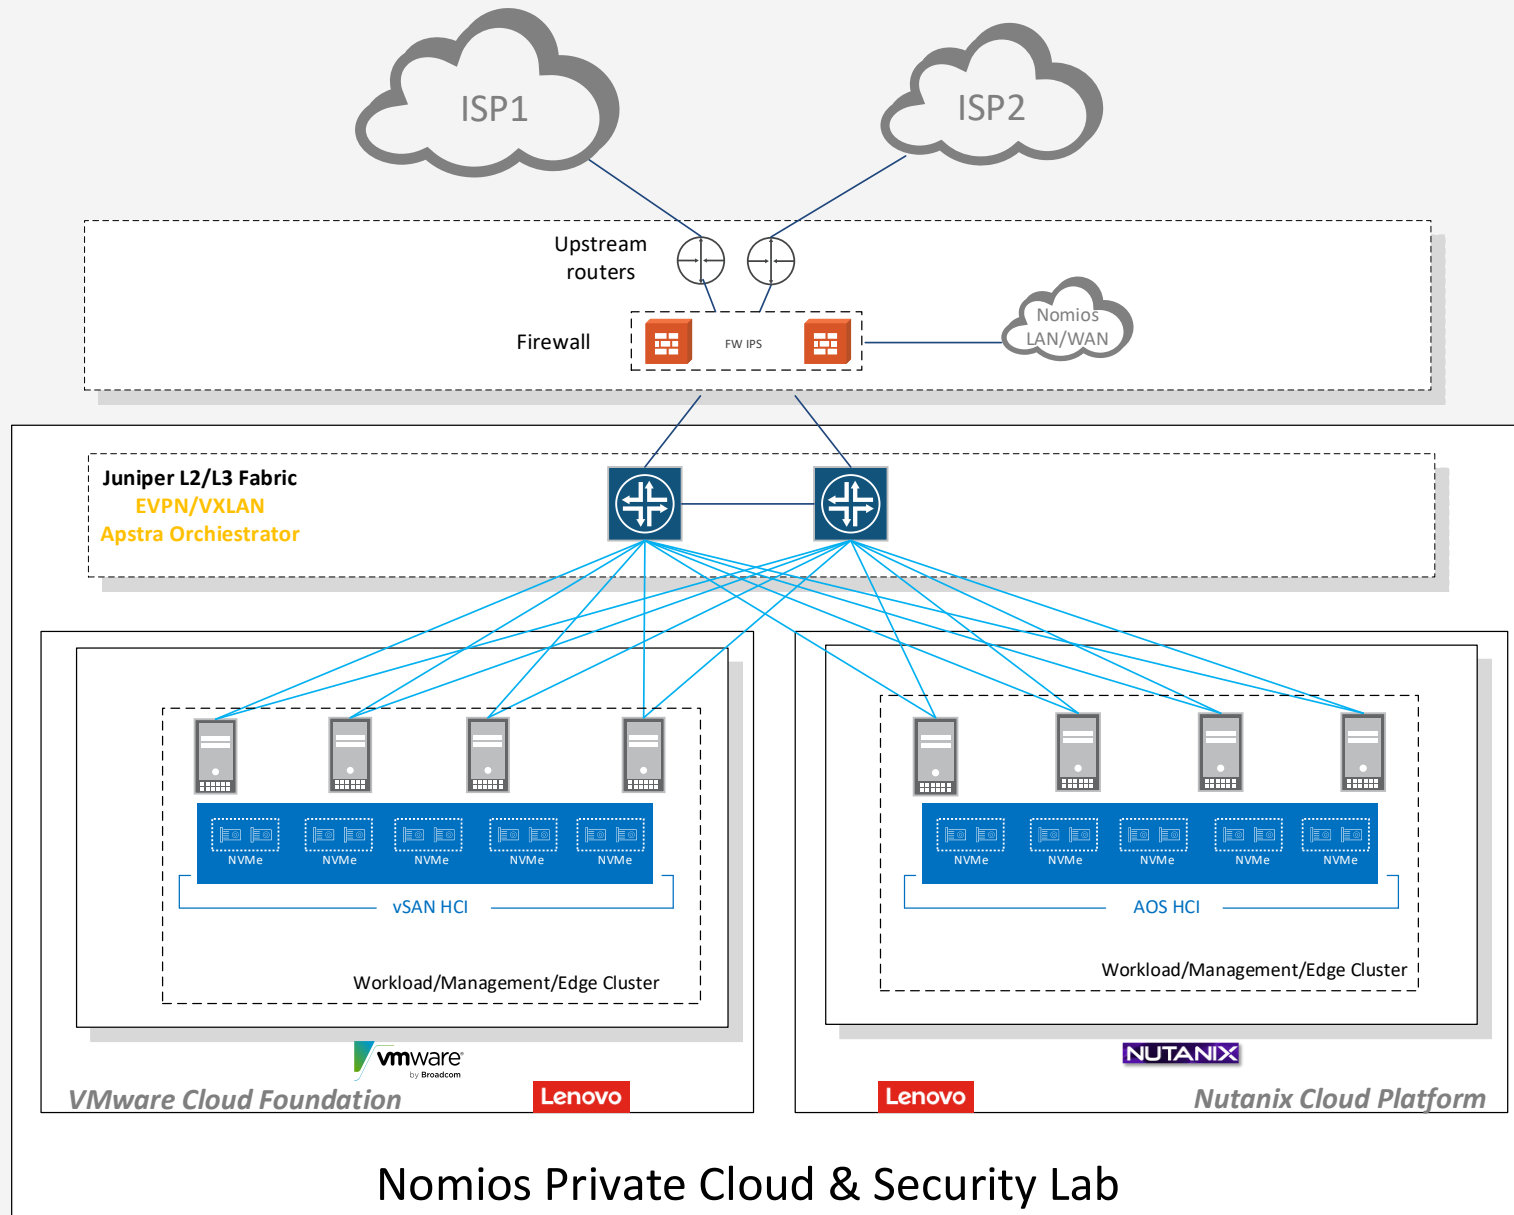 ISP1
ISP2
Upstream
routers
Firewall
FW IPS
Nomios
LAN/WAN
Juniper L2/L3 Fabric
EVPN/VXLAN
Apstra Orchiestrator
NVMe NVMe NVMe NVMe NVMe
vSAN HCI
Workload/Management/Edge Cluster
vmware®
by Broadcom
VMware Cloud Foundation
Lenovo
NVMe NVMe NVMe NVMe NVMe
AOS HCI
Workload/Management/Edge Cluster
NUTANIX
Lenovo
Nutanix Cloud Platform
Nomios Private Cloud & Security Lab